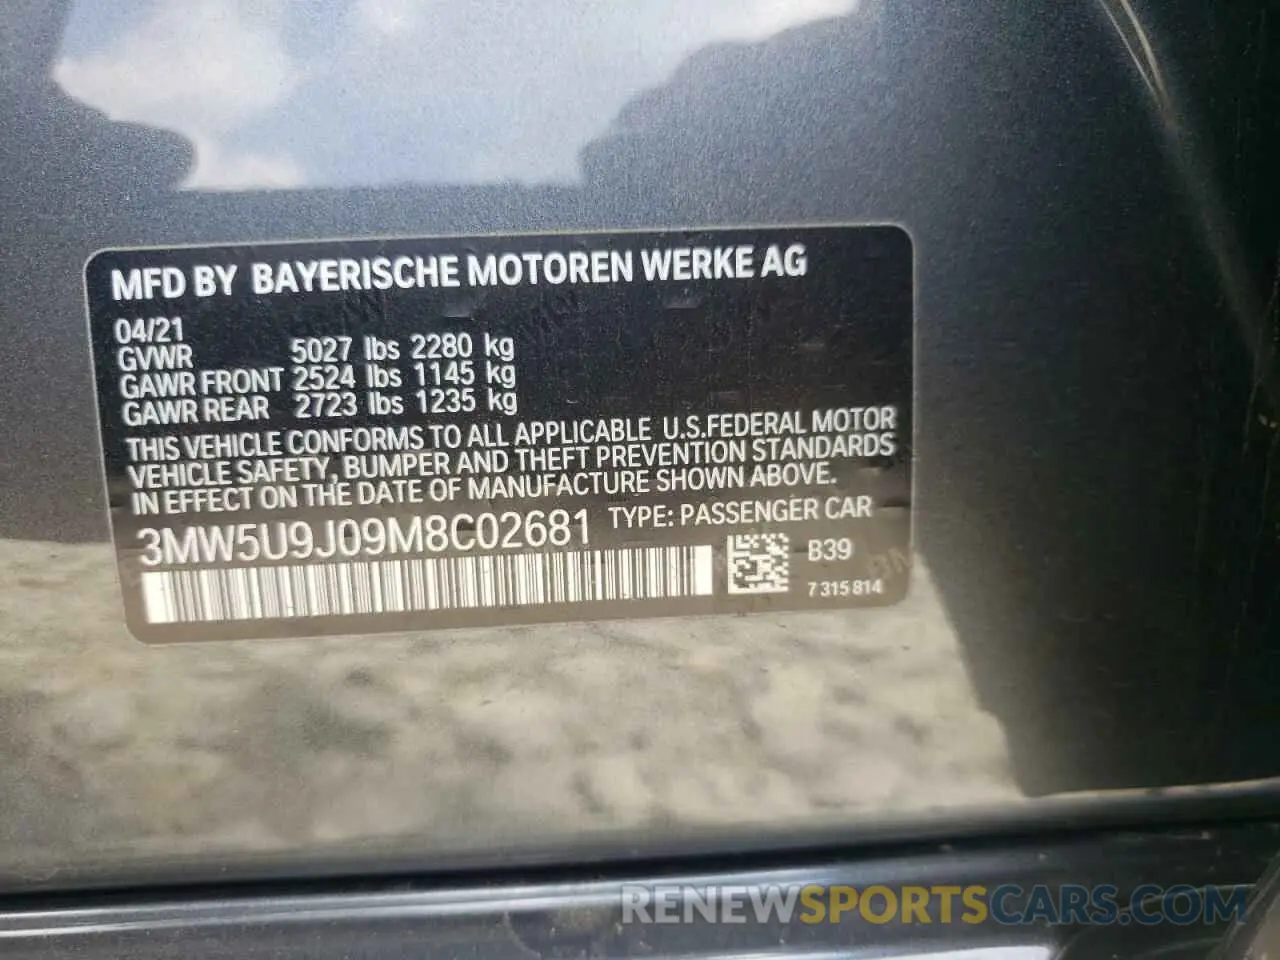 MFD BY BAYERISCHE MOTOREN WERKE AG
04/21
GVWR 5027 lbs 2280 kg
GAWR FRONT 2524 lbs 1145 kg
GAWR REAR 2723 lbs 1235 kg
THIS VEHICLE CONFORMS TO ALL APPLICABLE U.S.FEDERAL MOTOR
VEHICLE SAFETY, BUMPER AND THEFT PREVENTION STANDARDS
IN EFFECT ON THE DATE OF MANUFACTURE SHOWN ABOVE.
3MW5U9J09M8C02681 TYPE: PASSENGER CAR
B39
7 315 814
RENEWSPORTSCARS.COM